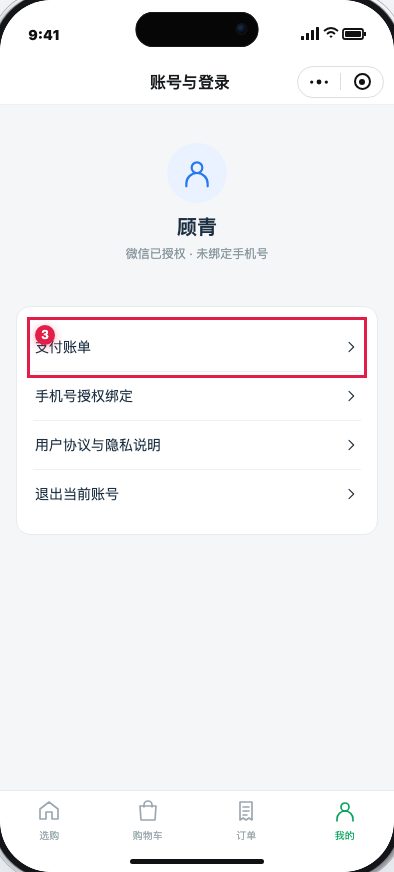 9:41
账号与登录
顾青
微信已授权 · 未绑定手机号
3
支付账单
手机号授权绑定
用户协议与隐私说明
退出当前账号
选购
购物车
订单
我的